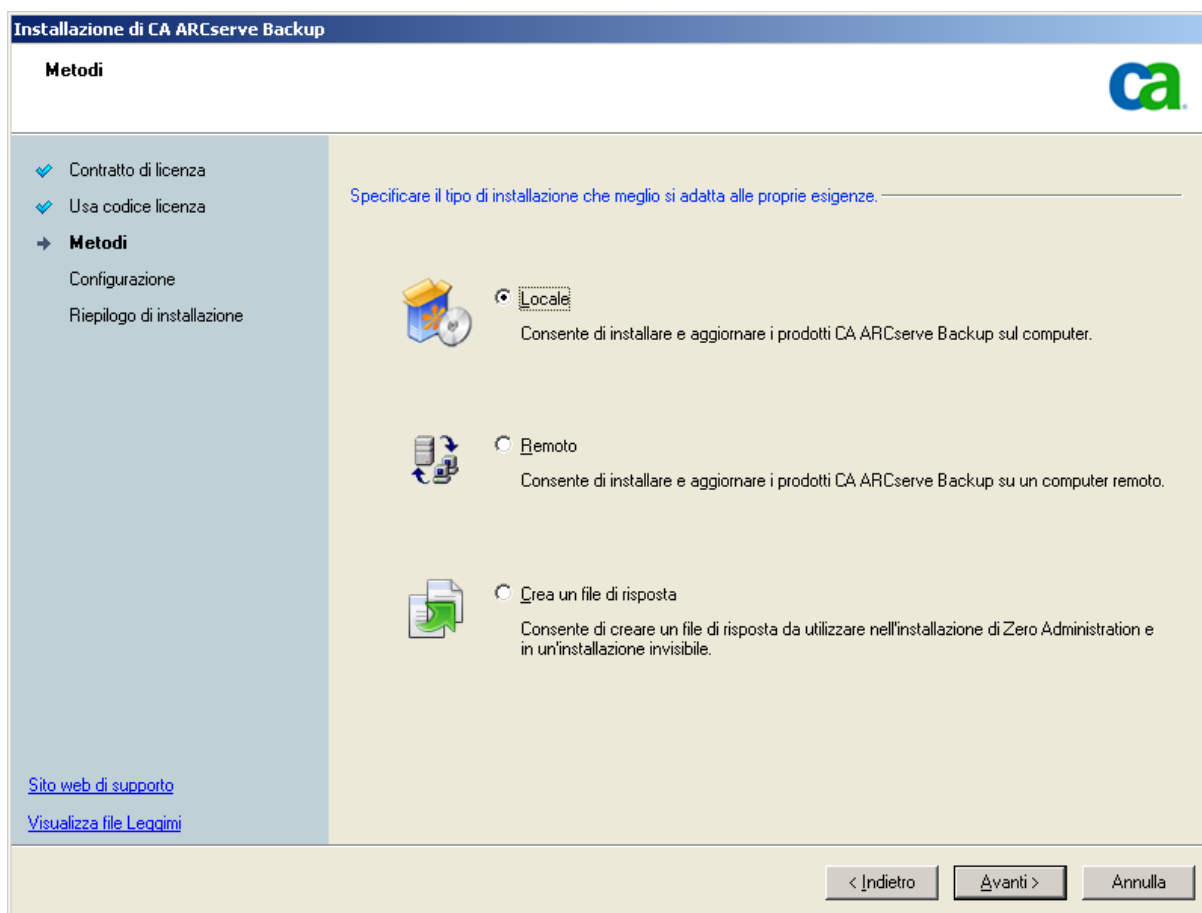 Installazione di CA ARCserve Backup
Metodi
ca
Contratto di licenza
Usa codice licenza
Metodi
Configurazione
Riepilogo di installazione
Specificare il tipo di installazione che meglio si adatta alle proprie esigenze.
Locale
Consente di installare e aggiornare i prodotti CA ARCserve Backup sul computer.
Remoto
Consente di installare e aggiornare i prodotti CA ARCserve Backup su un computer remoto.
Crea un file di risposta
Consente di creare un file di risposta da utilizzare nell'installazione di Zero Administration e
in un'installazione invisibile.
Sito web di supporto
Visualizza file Leggimi
< Indietro
Avanti >
Annulla